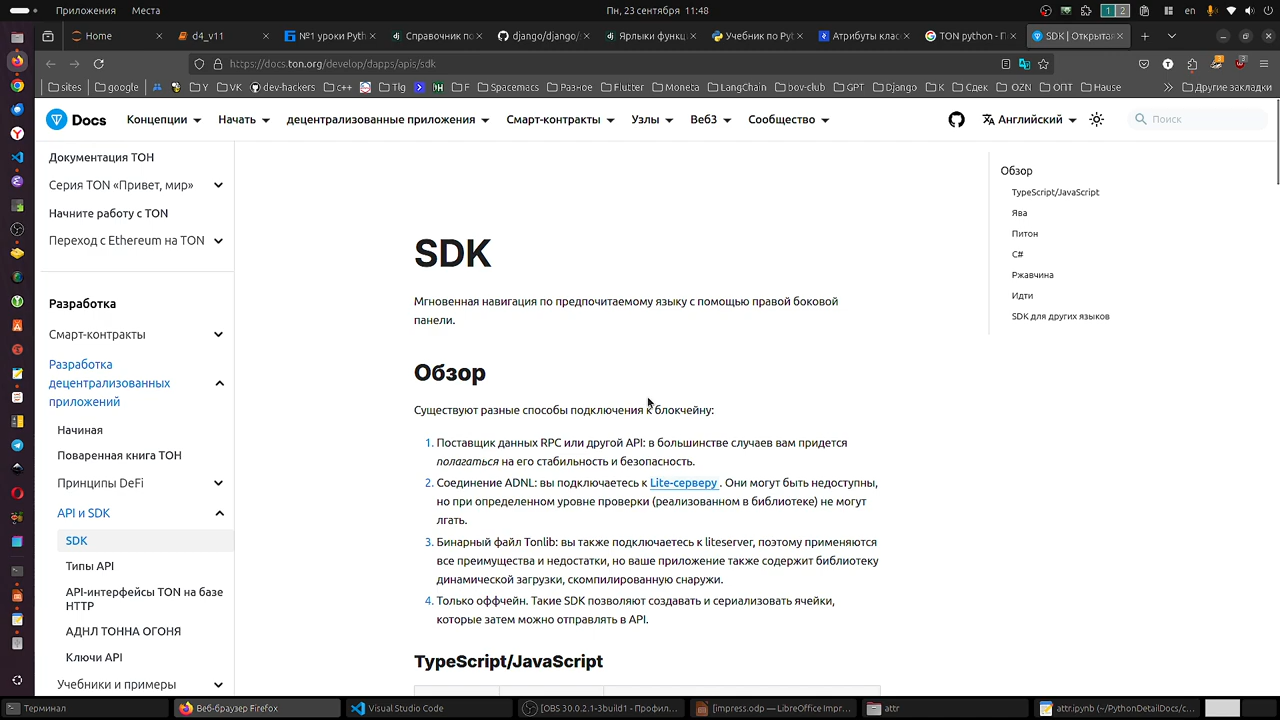 Приложения Места Пн, 23 сентября 11:48 1 2 en
Home d4_v11 №1 уроки Pyth Справочник по django/django/ Ярлыки функц Учебник по Pyt Атрибуты клас TON python - П SDK | Открыта
https://docs.ton.org/develop/dapps/apis/sdk
sites google Y VK dev-hackers c++ Tlg F Spacemacs Разное Flutter Moneta LangChain bov-club GPT Django K Сдек OZN ОПТ Hause Другие закладки
Docs Концепции Начать децентрализованные приложения Смарт-контракты Узлы Веб3 Сообщество Английский Поиск
Документация ТОН
Серия TON «Привет, мир»
Начните работу с TON
Переход с Ethereum на TON
Разработка
Смарт-контракты
Разработка
децентрализованных
приложений
Начиная
Поваренная книга ТОН
Принципы DeFi
API и SDK
SDK
Типы API
API-интерфейсы TON на базе
HTTP
АДНЛ ТОННА ОГОНЯ
Ключи API
Учебники и примеры
SDK
Мгновенная навигация по предпочитаемому языку с помощью правой боковой
панели.
Обзор
Существуют разные способы подключения к блокчейну:
1. Поставщик данных RPC или другой API: в большинстве случаев вам придется
полагаться на его стабильность и безопасность.
2. Соединение ADNL: вы подключаетесь к Lite-серверу . Они могут быть недоступны,
но при определенном уровне проверки (реализованном в библиотеке) не могут
лгать.
3. Бинарный файл Tonlib: вы также подключаетесь к liteserver, поэтому применяются
все преимущества и недостатки, но ваше приложение также содержит библиотеку
динамической загрузки, скомпилированную снаружи.
4. Только оффчейн. Такие SDK позволяют создавать и сериализовать ячейки,
которые затем можно отправлять в API.
TypeScript/JavaScript
Обзор
TypeScript/JavaScript
Ява
Питон
C#
Ржавчина
Идти
SDK для других языков
Терминал Веб-браузер Firefox Visual Studio Code [OBS 30.0.2.1-3build1 - Профил... [impress.odp — LibreOffice Impr... attr attr.ipynb (~/PythonDetailDocs/c...